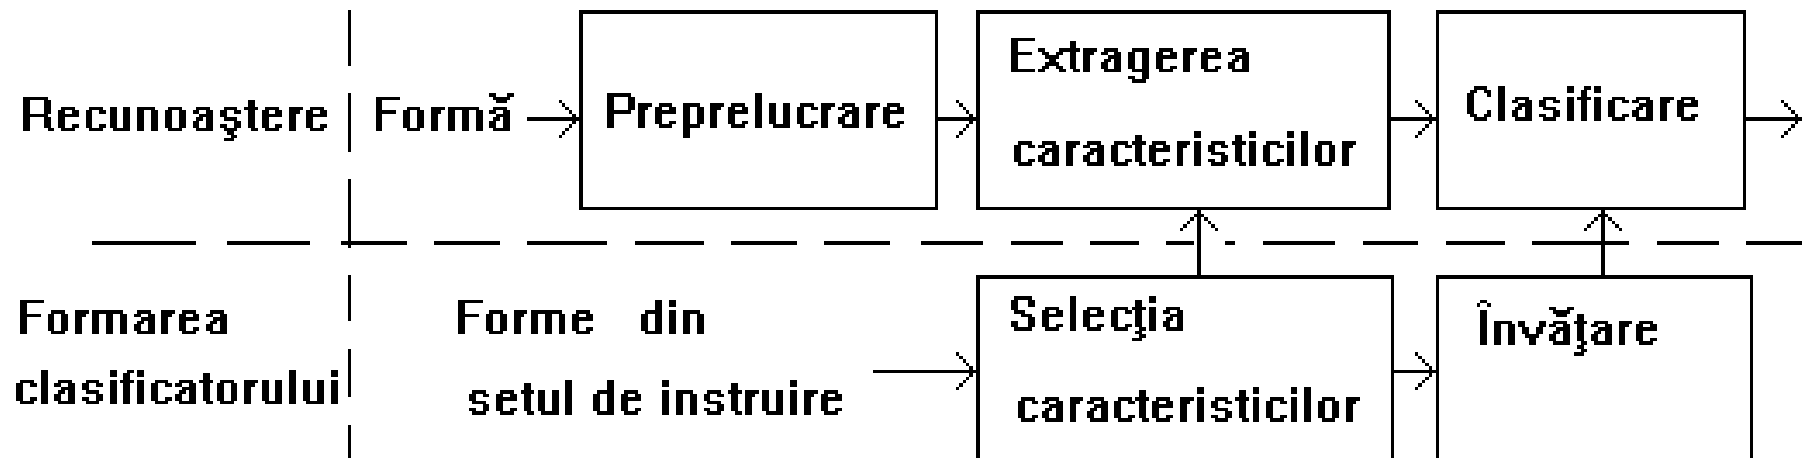 Recunoaştere
Formă
Preprelucrare
Extragerea
caracteristicilor
Clasificare
Formarea
clasificatorului
Forme din
setul de instruire
Selecţia
caracteristicilor
Învăţare